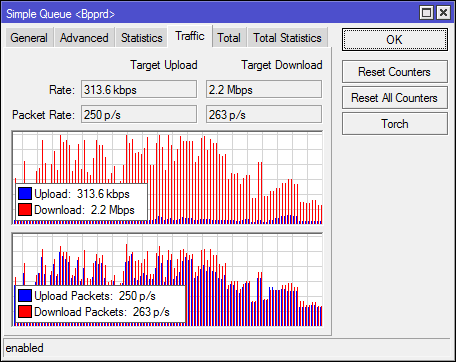 Simple Queue <Bpprd>
General Advanced Statistics Traffic Total Total Statistics
OK
Target Upload Target Download
Reset Counters
Rate: 313.6 kbps 2.2 Mbps
Reset All Counters
Packet Rate: 250 p/s 263 p/s
Torch
Upload: 313.6 kbps
Download: 2.2 Mbps
Upload Packets: 250 p/s
Download Packets: 263 p/s
enabled